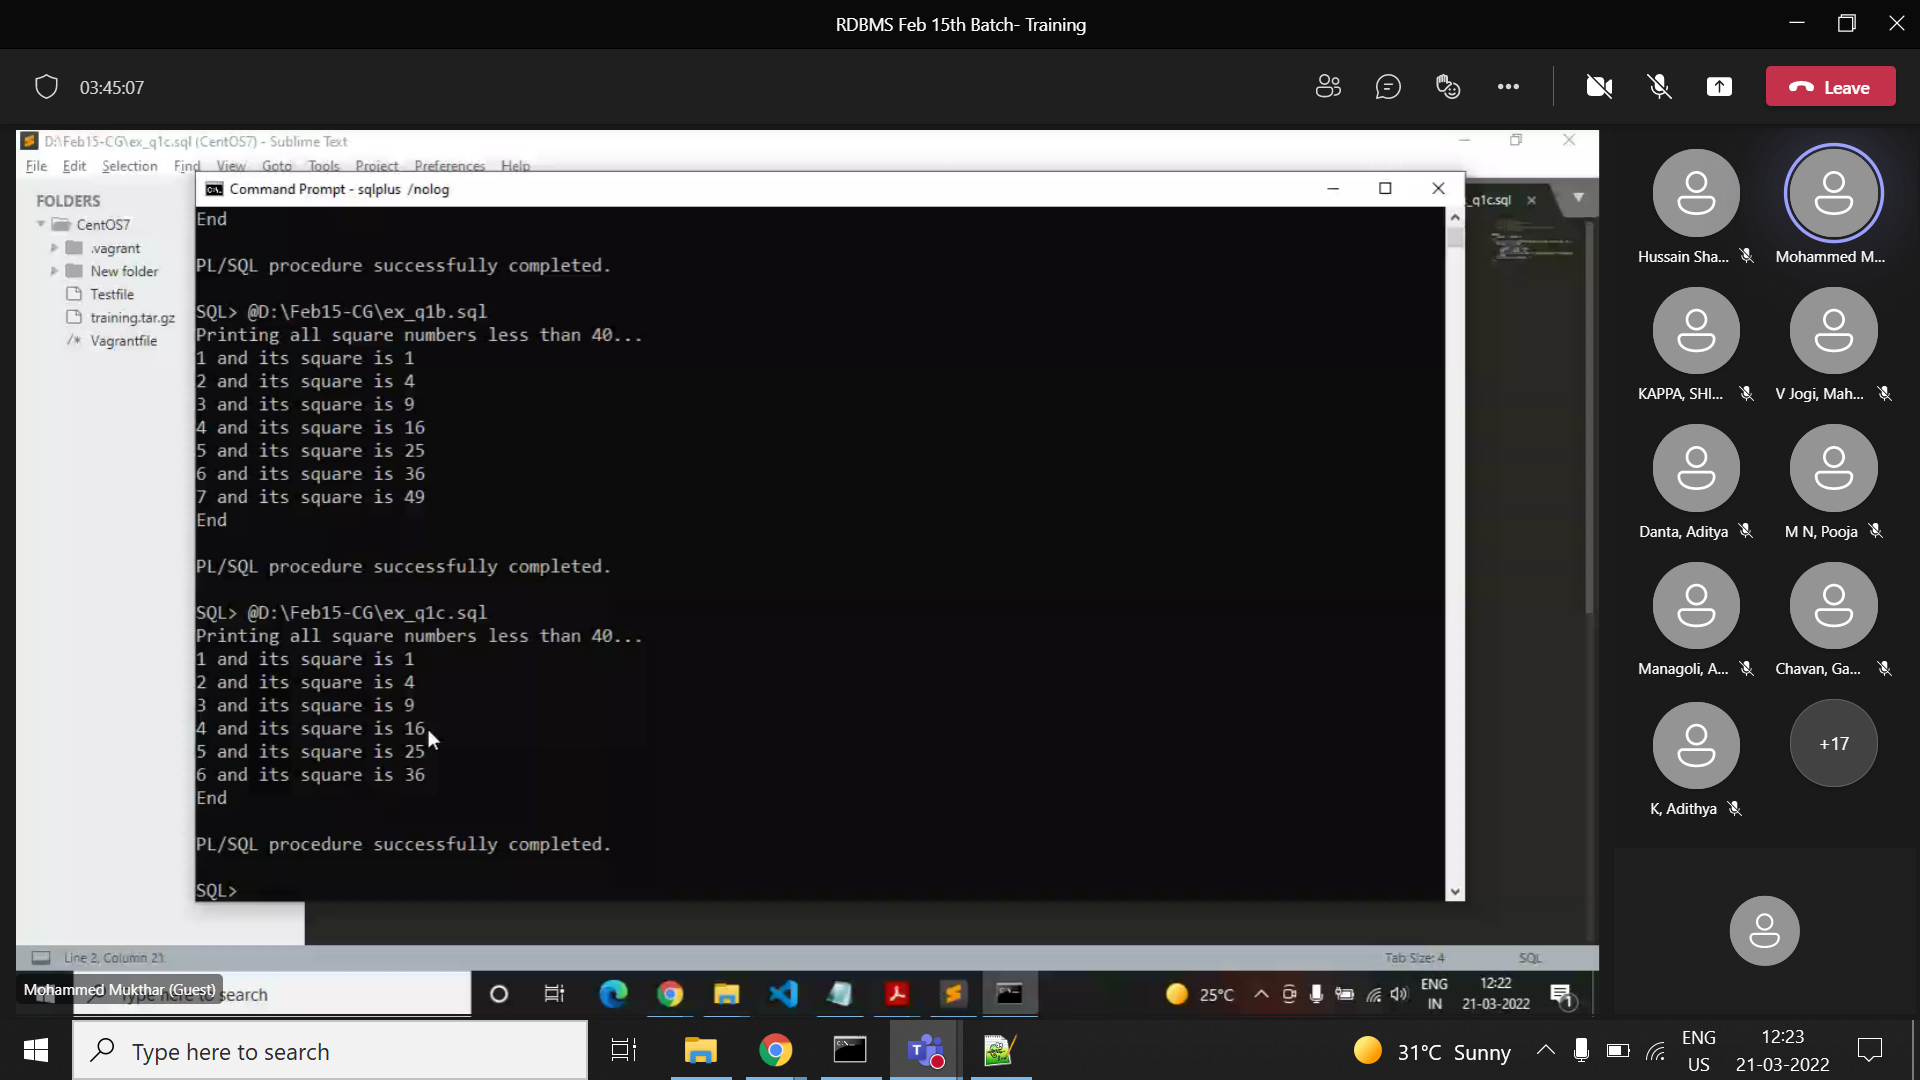 RDBMS Feb 15th Batch- Training
03:45:07
Leave
D:\Feb15-CG\ex_q1c.sql (CentOS7) - Sublime Text
File Edit Selection Find View Goto Tools Project Preferences Help
FOLDERS
CentOS7
.vagrant
New folder
Testfile
training.tar.gz
Vagrantfile
_q1c.sql
Command Prompt - sqlplus /nolog
End
PL/SQL procedure successfully completed.
SQL> @D:\Feb15-CG\ex_q1b.sql
Printing all square numbers less than 40...
1 and its square is 1
2 and its square is 4
3 and its square is 9
4 and its square is 16
5 and its square is 25
6 and its square is 36
7 and its square is 49
End
PL/SQL procedure successfully completed.
SQL> @D:\Feb15-CG\ex_q1c.sql
Printing all square numbers less than 40...
1 and its square is 1
2 and its square is 4
3 and its square is 9
4 and its square is 16
5 and its square is 25
6 and its square is 36
End
PL/SQL procedure successfully completed.
SQL>
Line 2, Column 21
Tab Size: 4
SQL
Mohammed Mukthar (Guest)
Type here to search
25°C
ENG
IN
12:22
21-03-2022
1
Hussain Sha...
Mohammed M...
KAPPA, SHI...
V Jogi, Mah...
Danta, Aditya
M N, Pooja
Managoli, A...
Chavan, Ga...
K, Adithya
+17
Type here to search
31°C Sunny
ENG
US
12:23
21-03-2022